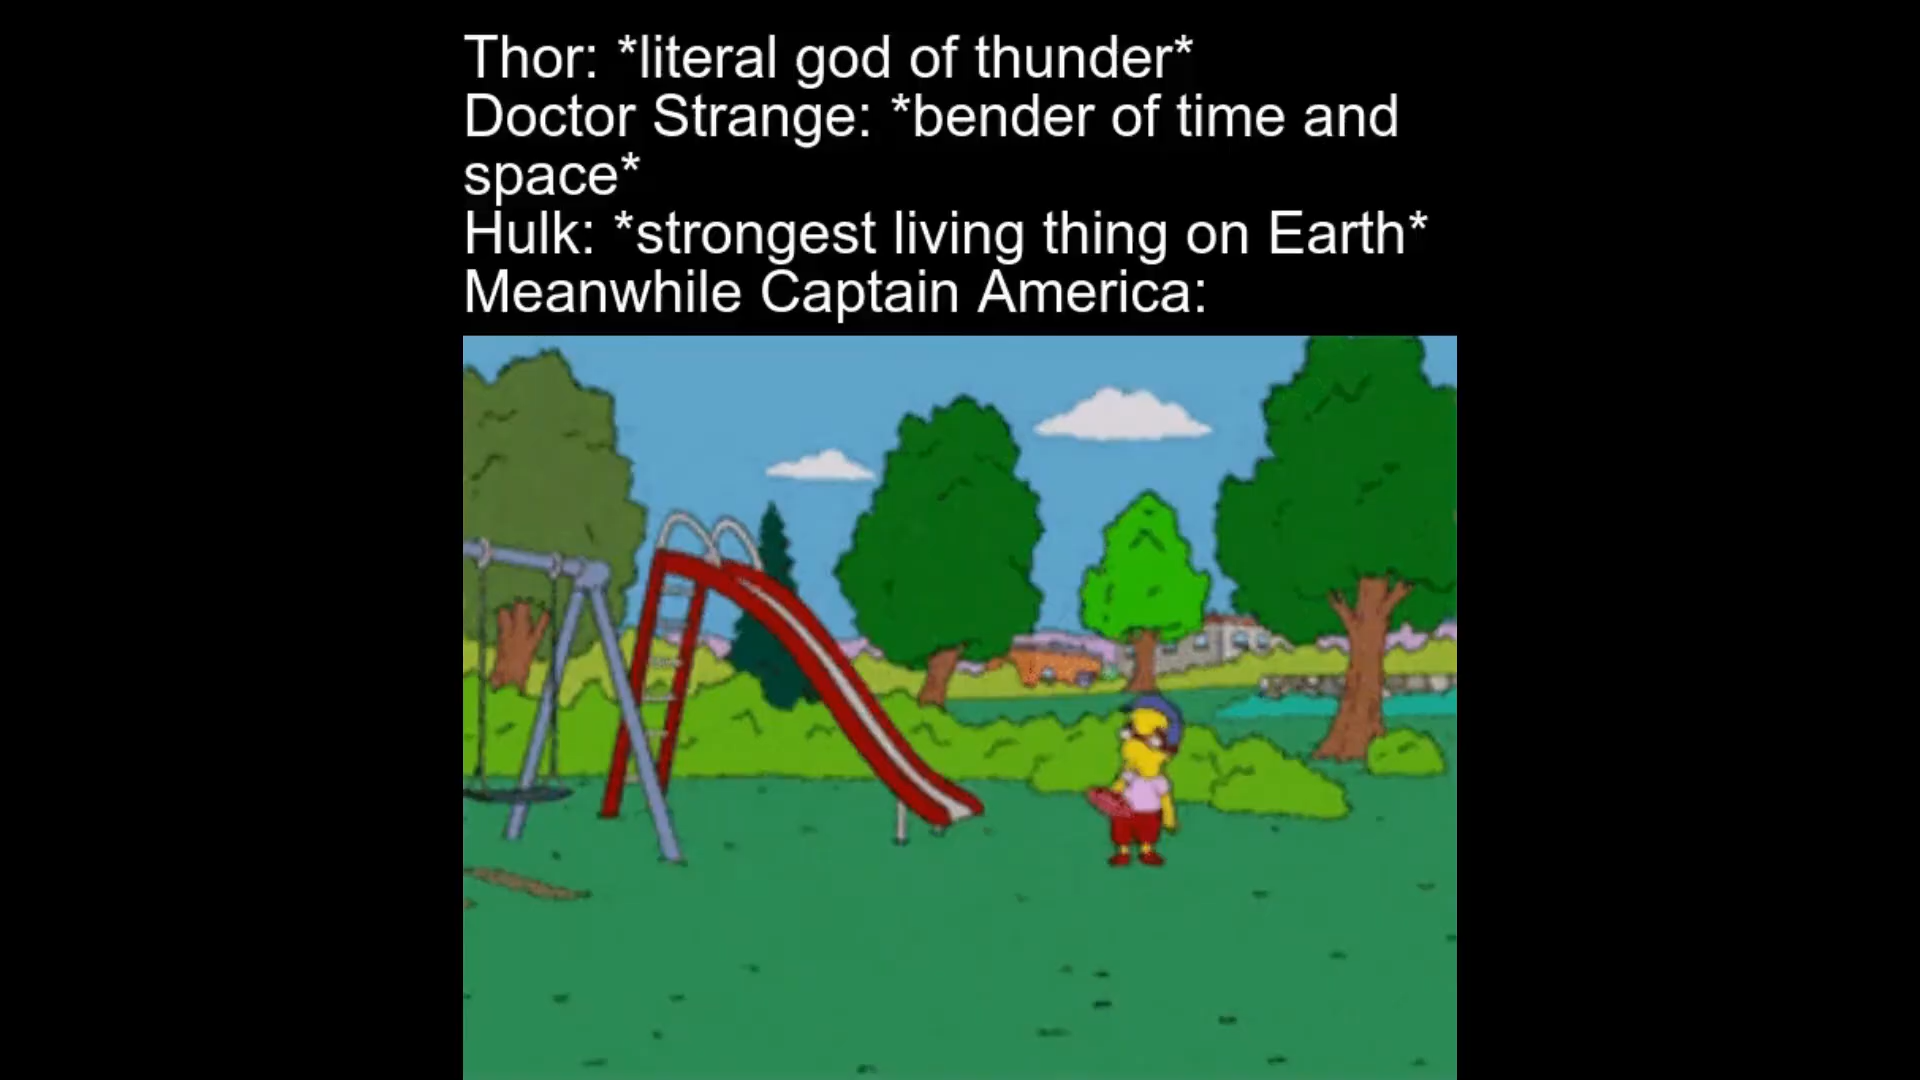 Thor: *literal god of thunder*
Doctor Strange: *bender of time and
space*
Hulk: *strongest living thing on Earth*
Meanwhile Captain America: